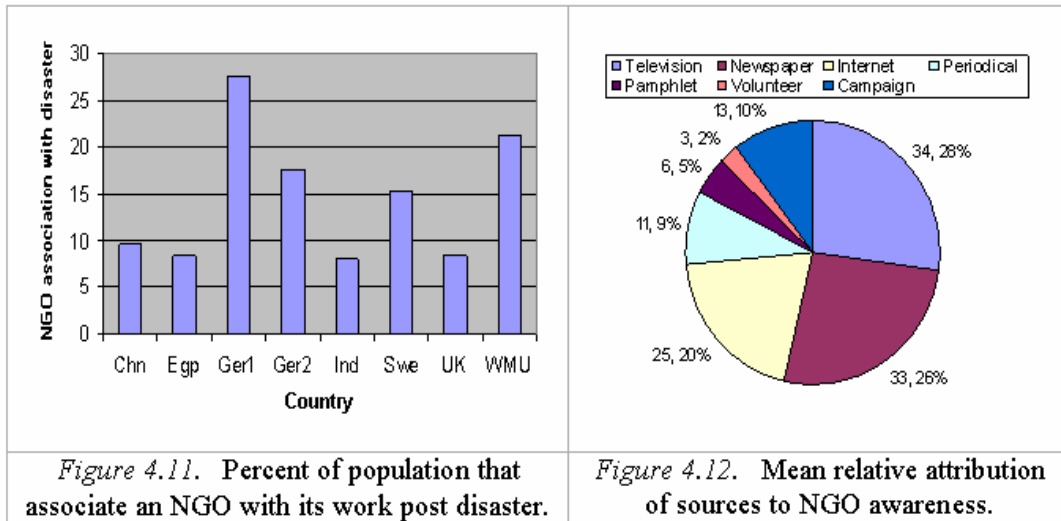 NGO association with disaster
30
25
20
15
10
5
0
Chn Egp Ger1 Ger2 Ind Swe UK WMU
Country
Figure 4.11. Percent of population that
associate an NGO with its work post disaster.
Television Newspaper Internet Periodical
Pamphlet Volunteer Campaign
13, 10%
3, 2%
6, 5%
11, 9%
25, 20%
33, 26%
34, 28%
Figure 4.12. Mean relative attribution
of sources to NGO awareness.